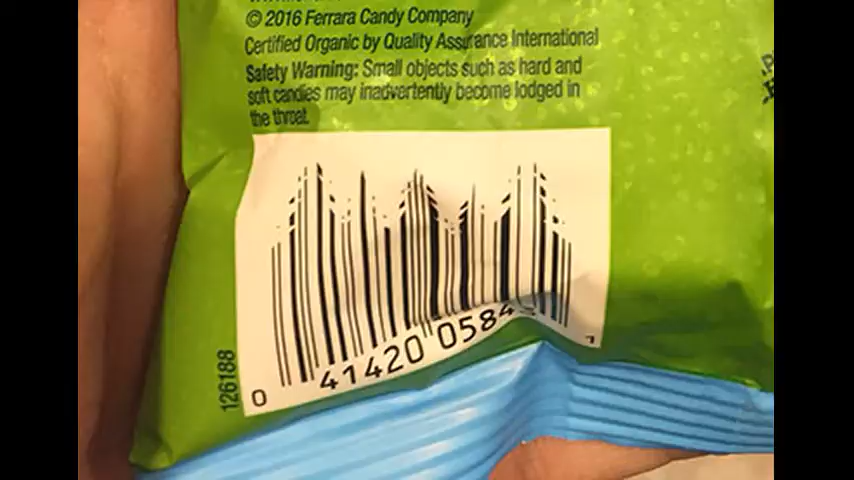 © 2016 Ferrara Candy Company
Certified Organic by Quality Assurance International
Safety Warning: Small objects such as hard and
soft candies may inadvertently become lodged in
the throat.
126188
0 41420 0584 7